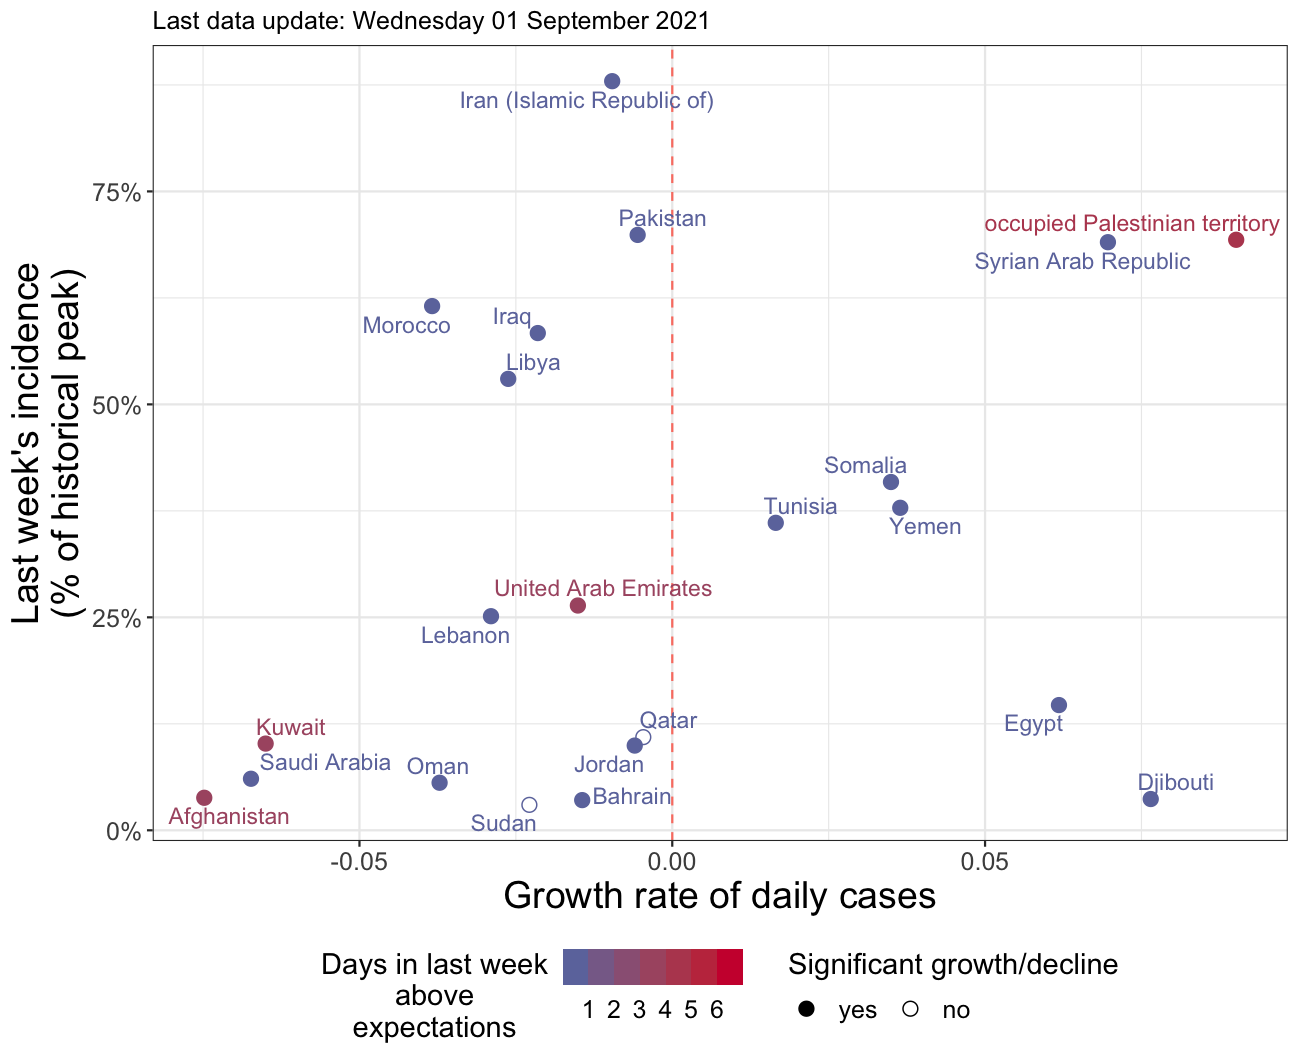 Last data update: Wednesday 01 September 2021
Last week's incidence
(% of historical peak)
75%
50%
25%
0%
Iran (Islamic Republic of)
Pakistan
occupied Palestinian territory
Syrian Arab Republic
Morocco
Iraq
Libya
Somalia
Tunisia
Yemen
United Arab Emirates
Lebanon
Qatar
Egypt
Kuwait
Saudi Arabia
Oman
Jordan
Djibouti
Bahrain
Afghanistan
Sudan
-0.05 0.00 0.05
Growth rate of daily cases
Days in last week
above
expectations
1 2 3 4 5 6
Significant growth/decline
yes no